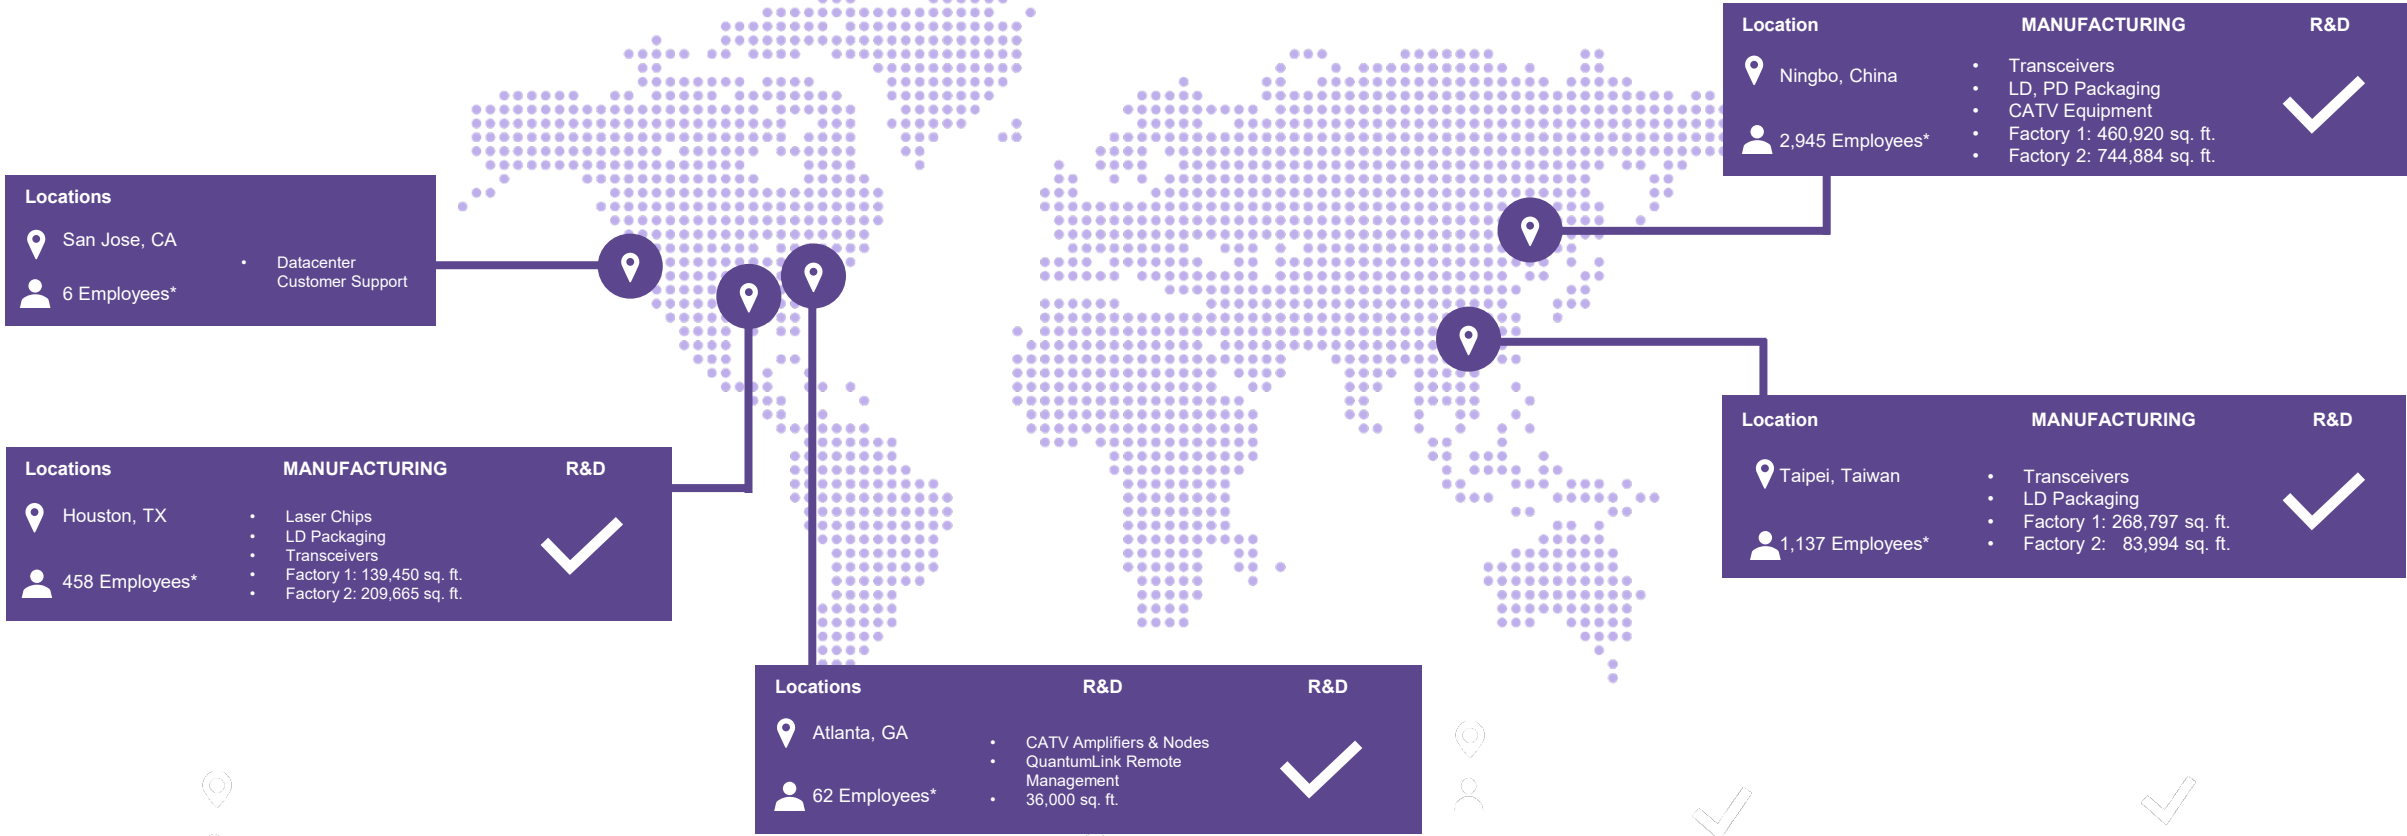 Location MANUFACTURING R&D
Ningbo, China
2,945 Employees*
• Transceivers
• LD, PD Packaging
• CATV Equipment
• Factory 1: 460,920 sq. ft.
• Factory 2: 744,884 sq. ft.
Locations
San Jose, CA
6 Employees*
• Datacenter
Customer Support
Location MANUFACTURING R&D
Taipei, Taiwan
1,137 Employees*
• Transceivers
• LD Packaging
• Factory 1: 268,797 sq. ft.
• Factory 2: 83,994 sq. ft.
Locations MANUFACTURING R&D
Houston, TX
458 Employees*
• Laser Chips
• LD Packaging
• Transceivers
• Factory 1: 139,450 sq. ft.
• Factory 2: 209,665 sq. ft.
Locations R&D R&D
Atlanta, GA
62 Employees*
• CATV Amplifiers & Nodes
• QuantumLink Remote
Management
• 36,000 sq. ft.